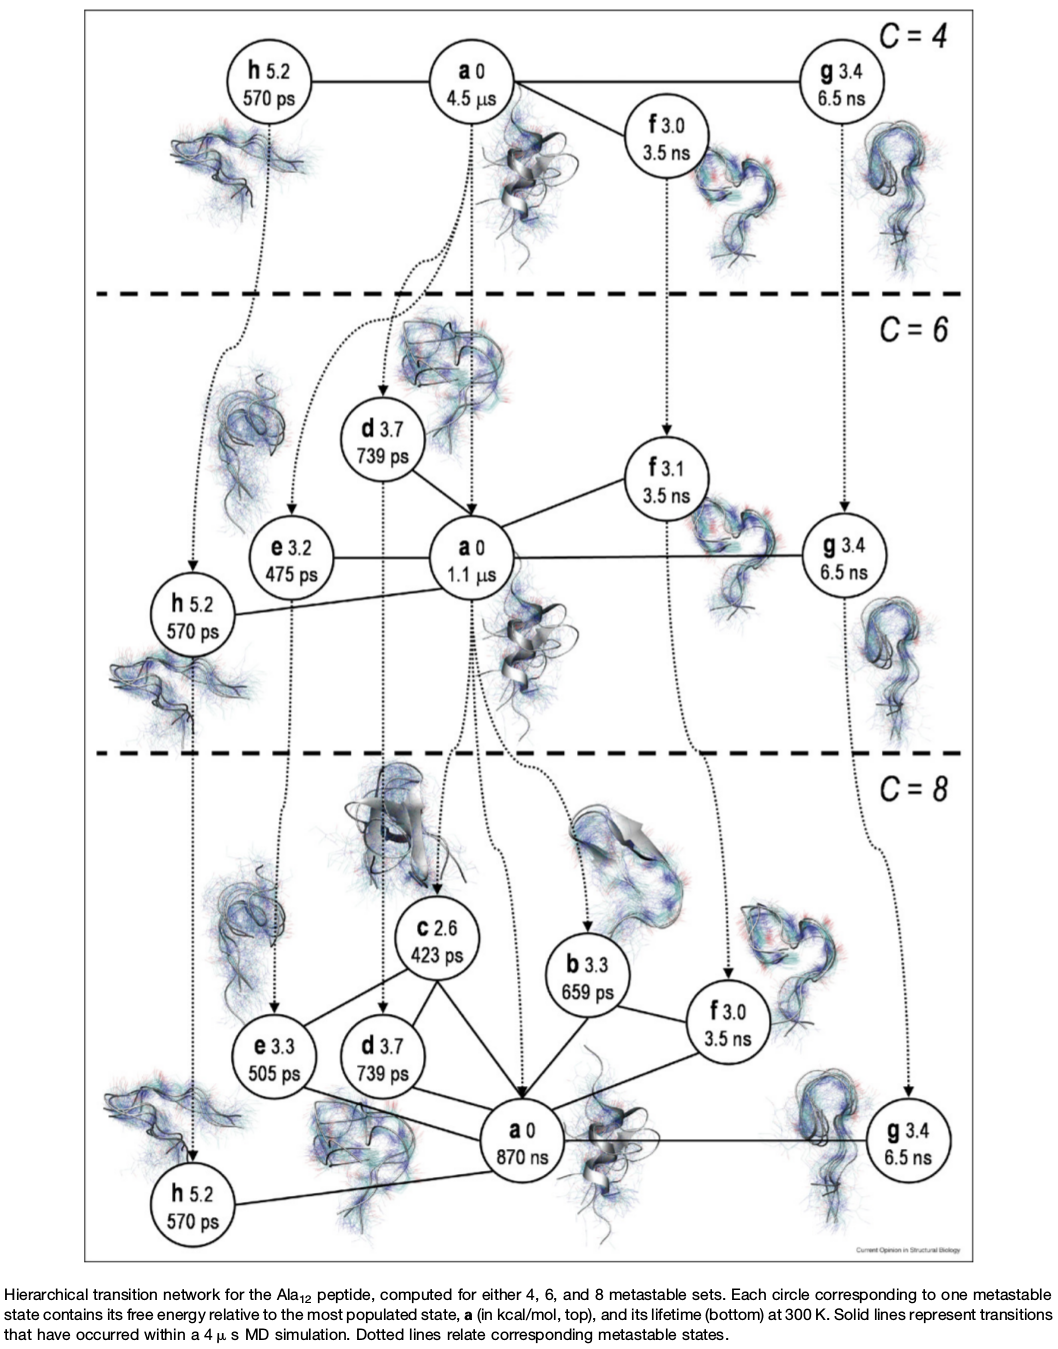 C = 4
h 5.2
570 ps
a 0
4.5 μs
g 3.4
6.5 ns
f 3.0
3.5 ns
C = 6
d 3.7
739 ps
f 3.1
3.5 ns
e 3.2
475 ps
a 0
1.1 μs
g 3.4
6.5 ns
h 5.2
570 ps
C = 8
c 2.6
423 ps
b 3.3
659 ps
f 3.0
3.5 ns
e 3.3
505 ps
d 3.7
739 ps
a 0
870 ns
g 3.4
6.5 ns
h 5.2
570 ps
Current Opinion in Structural Biology
Hierarchical transition network for the Ala12 peptide, computed for either 4, 6, and 8 metastable sets. Each circle corresponding to one metastable
state contains its free energy relative to the most populated state, a (in kcal/mol, top), and its lifetime (bottom) at 300 K. Solid lines represent transitions
that have occurred within a 4 μ s MD simulation. Dotted lines relate corresponding metastable states.